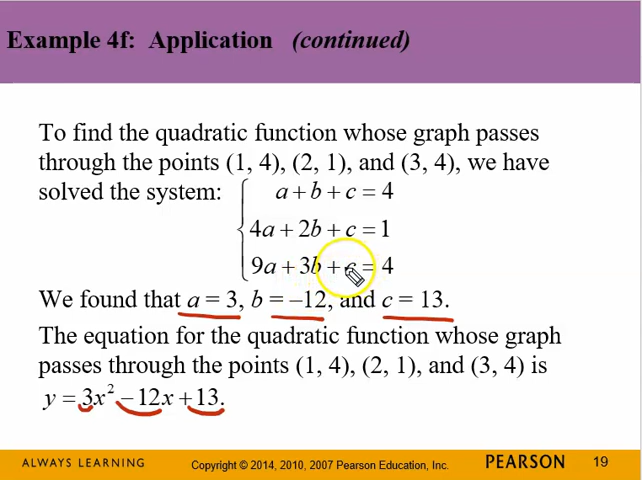 Example 4f: Application (continued)
To find the quadratic function whose graph passes
through the points (1, 4), (2, 1), and (3, 4), we have
solved the system:
a + b + c = 4
4a + 2b + c = 1
9a + 3b + c = 4
We found that a = 3, b = –12, and c = 13.
The equation for the quadratic function whose graph
passes through the points (1, 4), (2, 1), and (3, 4) is
y = 3x² – 12x + 13.
ALWAYS LEARNING
Copyright © 2014, 2010, 2007 Pearson Education, Inc.
PEARSON
19